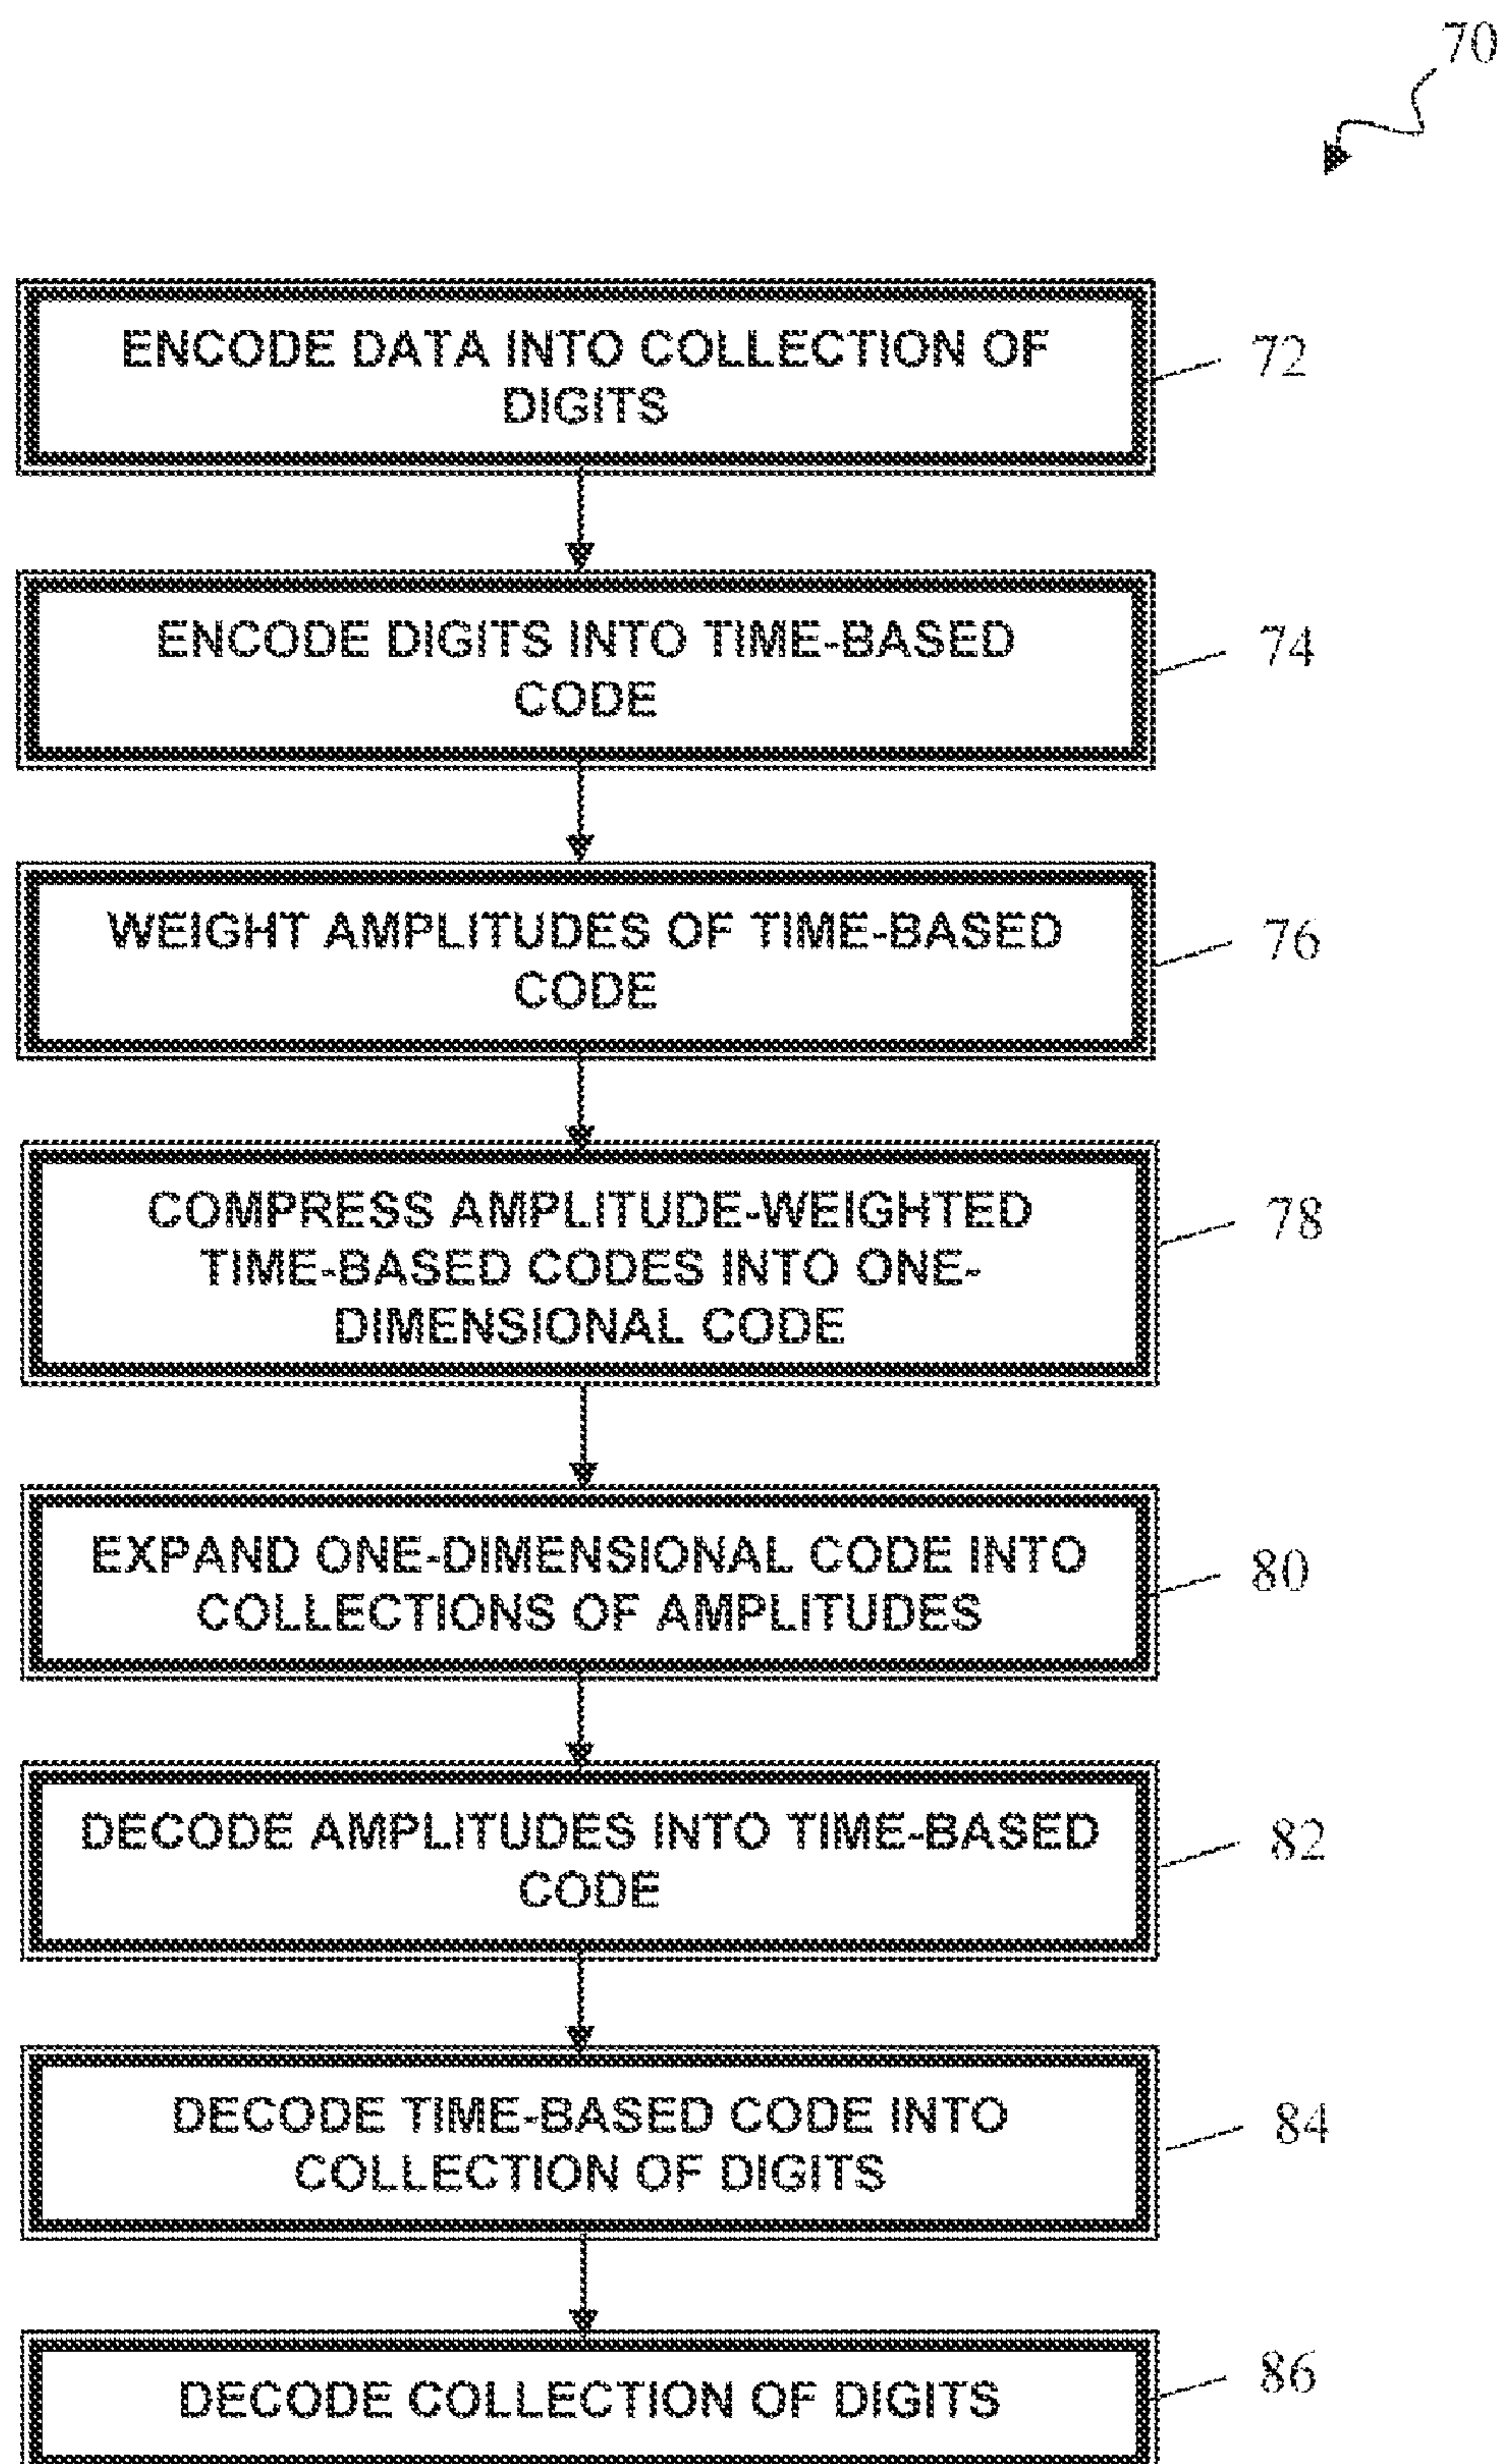 70
ENCODE DATA INTO COLLECTION OF
DIGITS
72
ENCODE DIGITS INTO TIME-BASED
CODE
74
WEIGHT AMPLITUDES OF TIME-BASED
CODE
76
COMPRESS AMPLITUDE-WEIGHTED
TIME-BASED CODES INTO ONE-
DIMENSIONAL CODE
78
EXPAND ONE-DIMENSIONAL CODE INTO
COLLECTIONS OF AMPLITUDES
80
DECODE AMPLITUDES INTO TIME-BASED
CODE
82
DECODE TIME-BASED CODE INTO
COLLECTION OF DIGITS
84
DECODE COLLECTION OF DIGITS
86